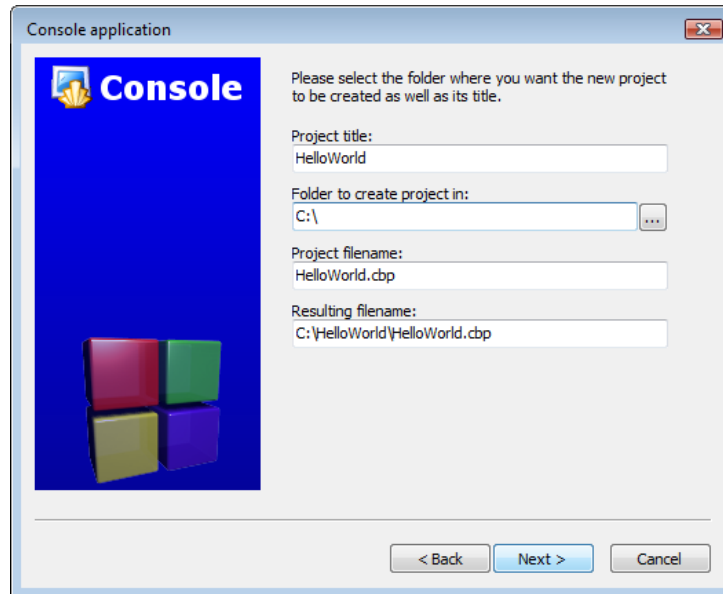 Console application
Console
Please select the folder where you want the new project
to be created as well as its title.
Project title:
HelloWorld
Folder to create project in:
C:\
...
Project filename:
HelloWorld.cbp
Resulting filename:
C:\HelloWorld\HelloWorld.cbp
< Back
Next >
Cancel